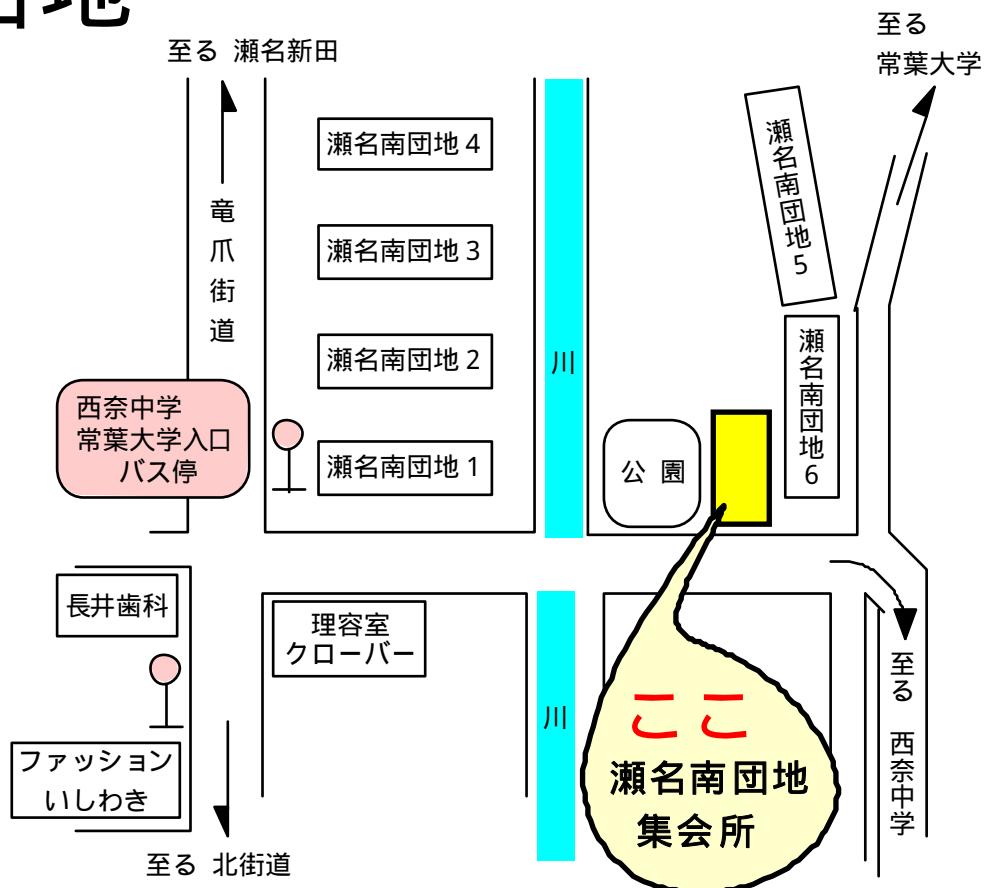 団地
至る 瀬名新田
至る
常葉大学
竜爪街道
瀬名南団地4
瀬名南団地3
瀬名南団地2
瀬名南団地1
川
瀬名南団地5
瀬名南団地6
公園
西奈中学
常葉大学入口
バス停
長井歯科
理容室
クローバー
ファッション
いしわき
至る 北街道
川
ここ
瀬名南団地
集会所
至る 西奈中学